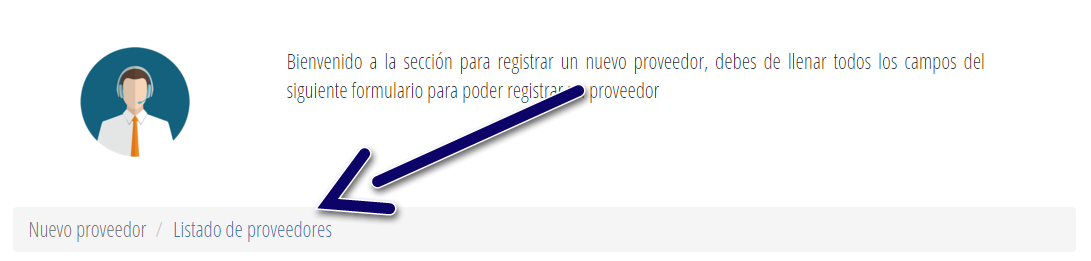 Bienvenido a la sección para registrar un nuevo proveedor, debes de llenar todos los campos del
siguiente formulario para poder registrar proveedor
Nuevo proveedor / Listado de proveedores